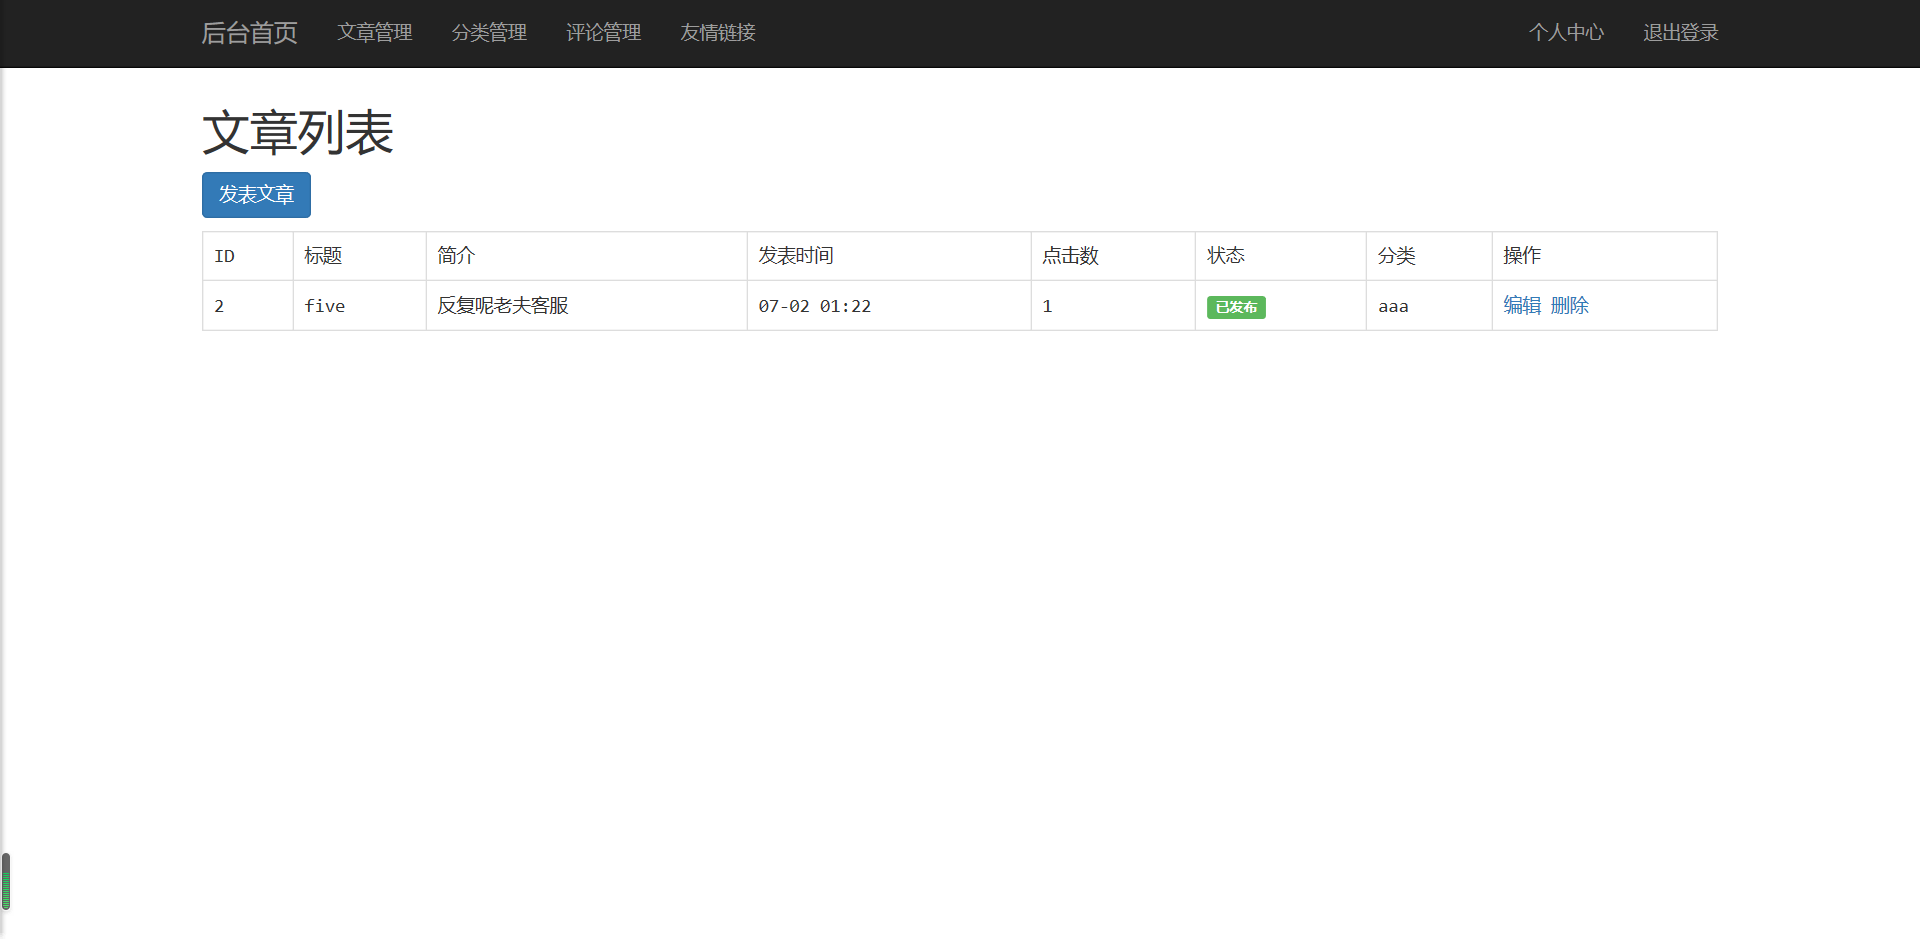 后台首页 文章管理 分类管理 评论管理 友情链接 个人中心 退出登录
文章列表
发表文章
ID 标题 简介 发表时间 点击数 状态 分类 操作
2 five 反复呢老夫客服 07-02 01:22 1 已发布 aaa 编辑 删除